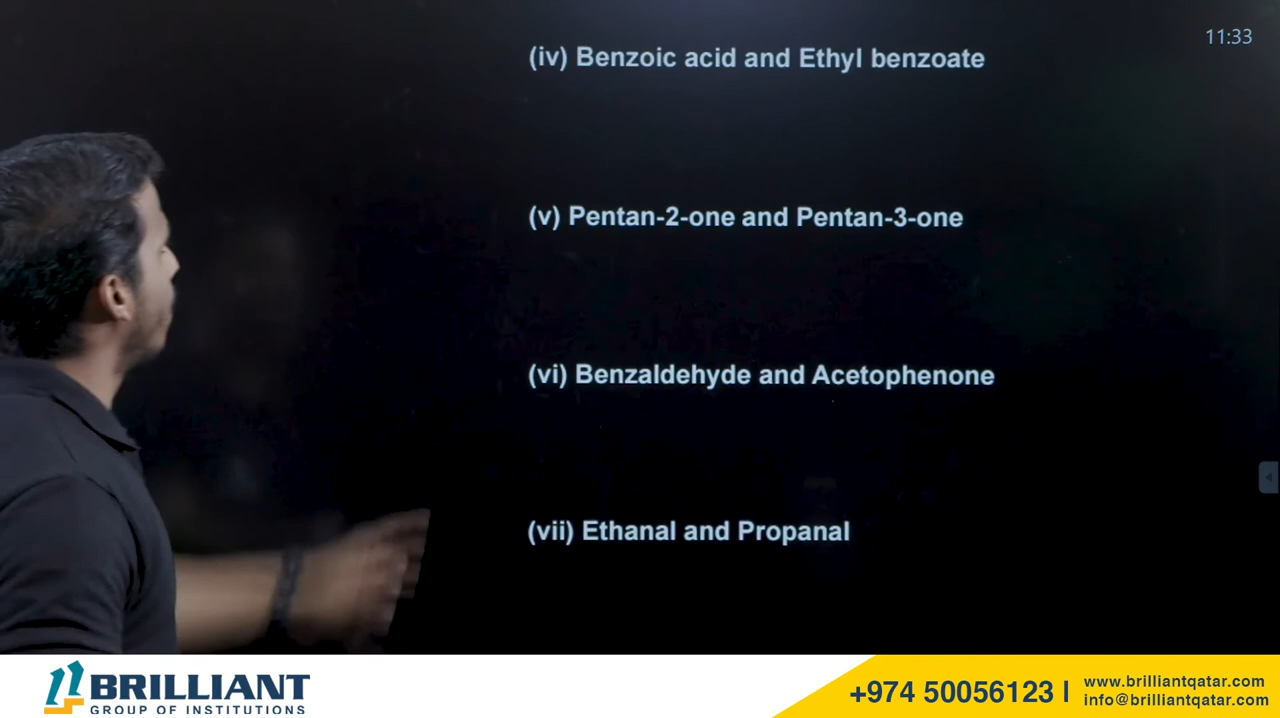 11:33
(iv) Benzoic acid and Ethyl benzoate
(v) Pentan-2-one and Pentan-3-one
(vi) Benzaldehyde and Acetophenone
(vii) Ethanal and Propanal
BRILLIANT
GROUP OF INSTITUTIONS
+974 50056123 |
www.brilliantqatar.com
info@brilliantqatar.com